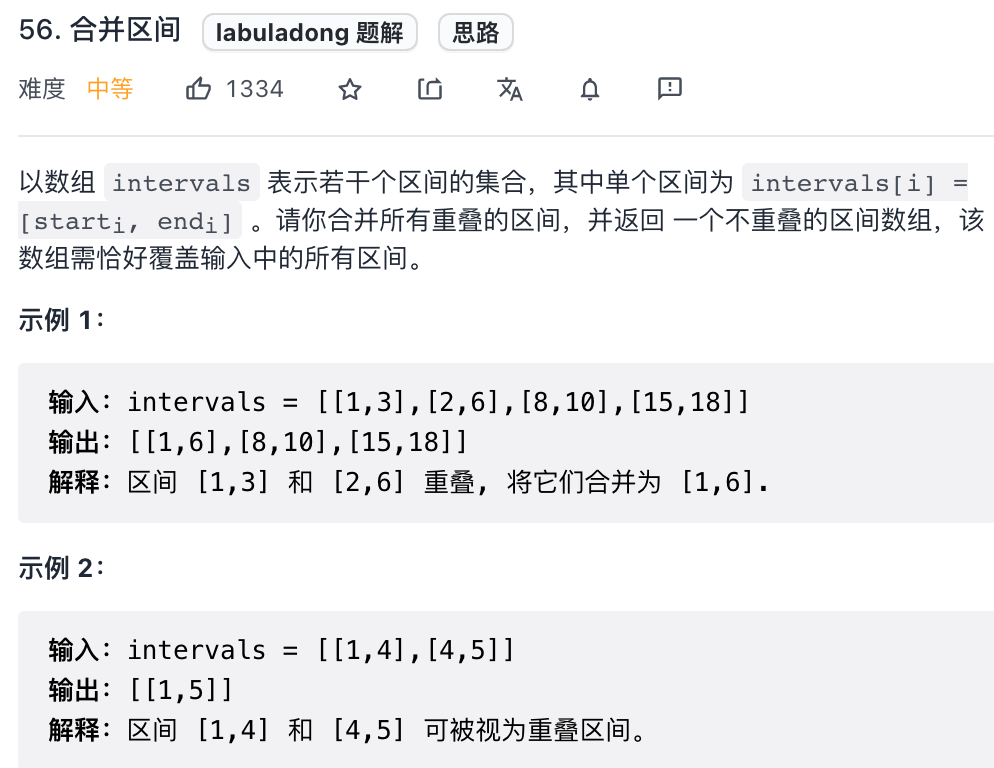 56. 合并区间 labuladong 题解 思路
难度 中等 1334
以数组 intervals 表示若干个区间的集合，其中单个区间为 intervals[i] =
[starti, endi] 。请你合并所有重叠的区间，并返回 一个不重叠的区间数组，该
数组需恰好覆盖输入中的所有区间。
示例 1：
输入：intervals = [[1,3],[2,6],[8,10],[15,18]]
输出：[[1,6],[8,10],[15,18]]
解释：区间 [1,3] 和 [2,6] 重叠, 将它们合并为 [1,6].
示例 2：
输入：intervals = [[1,4],[4,5]]
输出：[[1,5]]
解释：区间 [1,4] 和 [4,5] 可被视为重叠区间。